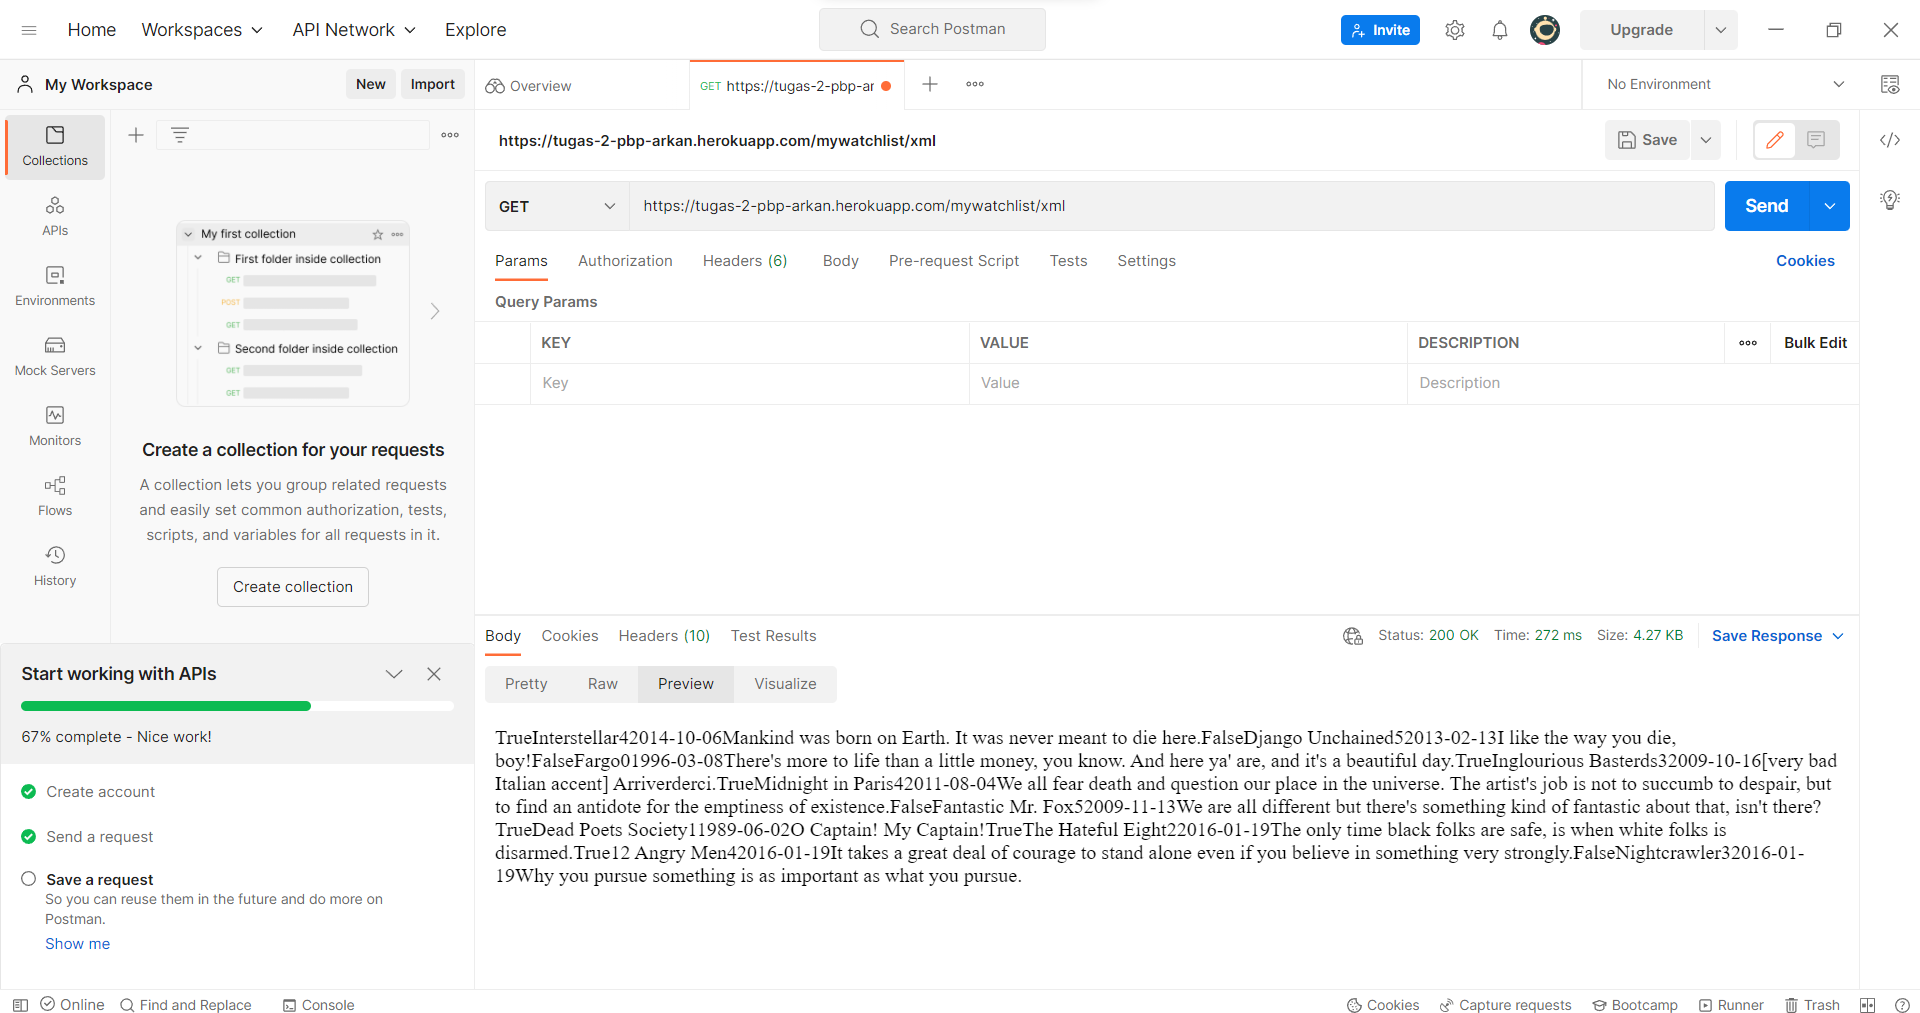 Home
Workspaces
API Network
Explore
Search Postman
Invite
Upgrade
My Workspace
New
Import
Overview
GET https://tugas-2-pbp-ar
No Environment
Collections
APIs
Environments
Mock Servers
Monitors
Flows
History
My first collection
First folder inside collection
GET
POST
GET
Second folder inside collection
GET
GET
Create a collection for your requests
A collection lets you group related requests
and easily set common authorization, tests,
scripts, and variables for all requests in it.
Create collection
Start working with APIs
67% complete - Nice work!
Create account
Send a request
Save a request
So you can reuse them in the future and do more on
Postman.
Show me
https://tugas-2-pbp-arkan.herokuapp.com/mywatchlist/xml
Save
GET
https://tugas-2-pbp-arkan.herokuapp.com/mywatchlist/xml
Send
Params
Authorization
Headers (6)
Body
Pre-request Script
Tests
Settings
Cookies
Query Params
KEY
VALUE
DESCRIPTION
Bulk Edit
Key
Value
Description
Body
Cookies
Headers (10)
Test Results
Status: 200 OK
Time: 272 ms
Size: 4.27 KB
Save Response
Pretty
Raw
Preview
Visualize
TrueInterstellar42014-10-06Mankind was born on Earth. It was never meant to die here.FalseDjango Unchained52013-02-13I like the way you die,
boy!FalseFargo01996-03-08There's more to life than a little money, you know. And here ya' are, and it's a beautiful day.TrueInglourious Basterds32009-10-16[very bad
Italian accent] Arriverderci.TrueMidnight in Paris42011-08-04We all fear death and question our place in the universe. The artist's job is not to succumb to despair, but
to find an antidote for the emptiness of existence.FalseFantastic Mr. Fox52009-11-13We are all different but there's something kind of fantastic about that, isn't there?
TrueDead Poets Society11989-06-02O Captain! My Captain!TrueThe Hateful Eight22016-01-19The only time black folks are safe, is when white folks is
disarmed.True12 Angry Men42016-01-19It takes a great deal of courage to stand alone even if you believe in something very strongly.FalseNightcrawler32016-01-
19Why you pursue something is as important as what you pursue.
Online
Find and Replace
Console
Cookies
Capture requests
Bootcamp
Runner
Trash